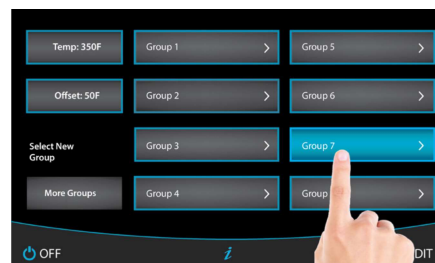 Temp: 350F
Group 1
Group 5
Offset: 50F
Group 2
Group 6
Select New
Group
Group 3
Group 7
More Groups
Group 4
Group
OFF
i
DIT